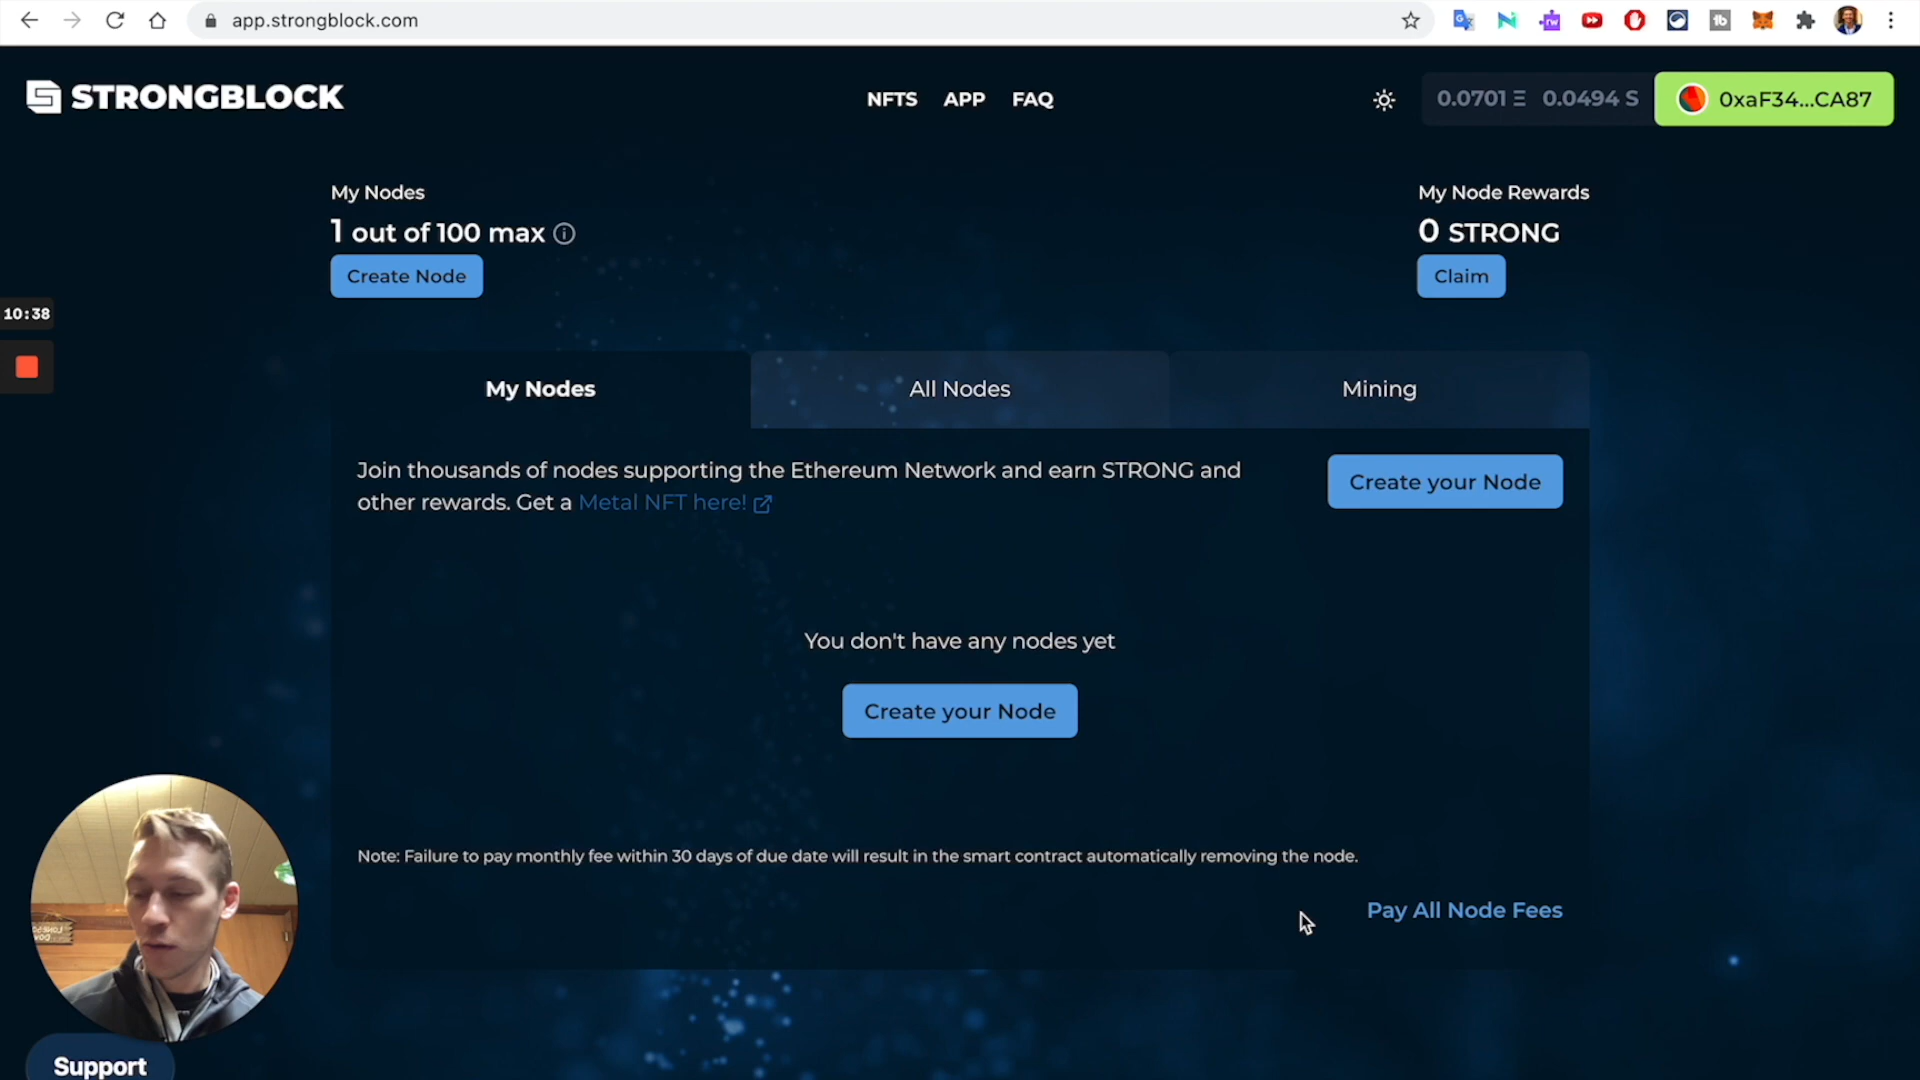 app.strongblock.com
STRONGBLOCK
NFTS APP FAQ
0.0701 Ξ 0.0494 S 0xaF34...CA87
My Nodes
1 out of 100 max
Create Node
My Node Rewards
0 STRONG
Claim
10:38
My Nodes All Nodes Mining
Join thousands of nodes supporting the Ethereum Network and earn STRONG and
other rewards. Get a Metal NFT here!
Create your Node
You don't have any nodes yet
Create your Node
Note: Failure to pay monthly fee within 30 days of due date will result in the smart contract automatically removing the node.
Pay All Node Fees
Support